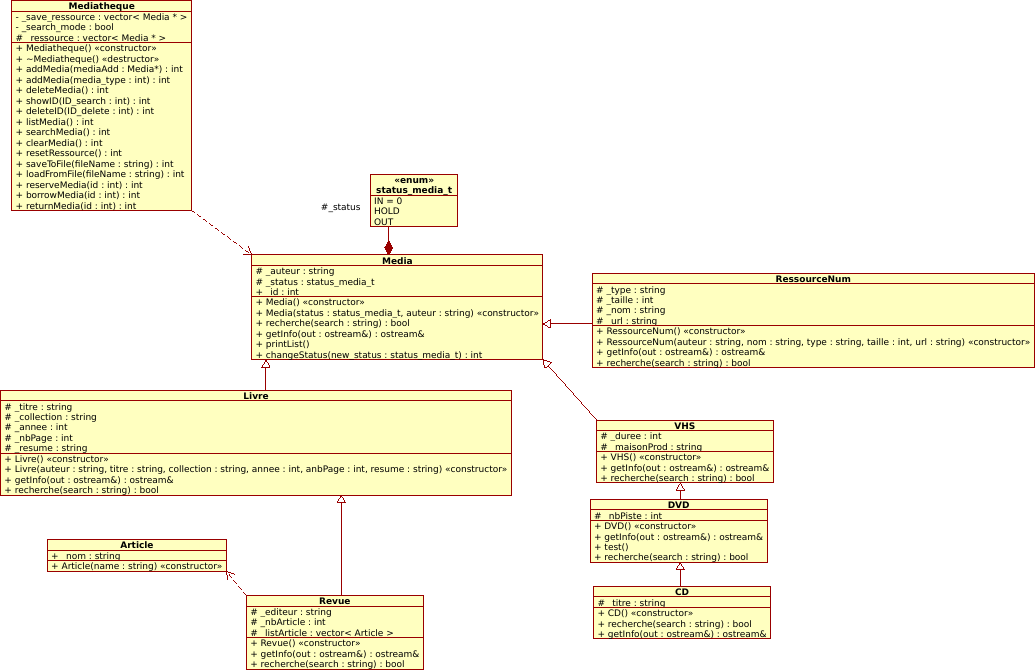 Mediatheque
- _save_ressource : vector< Media * >
- _search_mode : bool
# _ressource : vector< Media * >
+ Mediatheque() «constructor»
+ ~Mediatheque() «destructor»
+ addMedia(mediaAdd : Media*) : int
+ addMedia(media_type : int) : int
+ deleteMedia() : int
+ showID(ID_search : int) : int
+ deleteID(ID_delete : int) : int
+ listMedia() : int
+ searchMedia() : int
+ clearMedia() : int
+ resetRessource() : int
+ saveToFile(fileName : string) : int
+ loadFromFile(fileName : string) : int
+ reserveMedia(id : int) : int
+ borrowMedia(id : int) : int
+ returnMedia(id : int) : int
«enum»
status_media_t
IN = 0
HOLD
OUT
#_status
Media
# _auteur : string
# _status : status_media_t
+ _id : int
+ Media() «constructor»
+ Media(status : status_media_t, auteur : string) «constructor»
+ recherche(search : string) : bool
+ getInfo(out : ostream&) : ostream&
+ printList()
+ changeStatus(new_status : status_media_t) : int
RessourceNum
# _type : string
# _taille : int
# _nom : string
# _url : string
+ RessourceNum() «constructor»
+ RessourceNum(auteur : string, nom : string, type : string, taille : int, url : string) «constructor»
+ getInfo(out : ostream&) : ostream&
+ recherche(search : string) : bool
Livre
# _titre : string
# _collection : string
# _annee : int
# _nbPage : int
# _resume : string
+ Livre() «constructor»
+ Livre(auteur : string, titre : string, collection : string, annee : int, anbPage : int, resume : string) «constructor»
+ getInfo(out : ostream&) : ostream&
+ recherche(search : string) : bool
VHS
# _duree : int
# _maisonProd : string
+ VHS() «constructor»
+ getInfo(out : ostream&) : ostream&
+ recherche(search : string) : bool
DVD
# _nbPiste : int
+ DVD() «constructor»
+ getInfo(out : ostream&) : ostream&
+ test()
+ recherche(search : string) : bool
Article
+ _nom : string
+ Article(name : string) «constructor»
CD
# _titre : string
+ CD() «constructor»
+ recherche(search : string) : bool
+ getInfo(out : ostream&) : ostream&
Revue
# _editeur : string
# _nbArticle : int
# _listArticle : vector< Article >
+ Revue() «constructor»
+ getInfo(out : ostream&) : ostream&
+ recherche(search : string) : bool